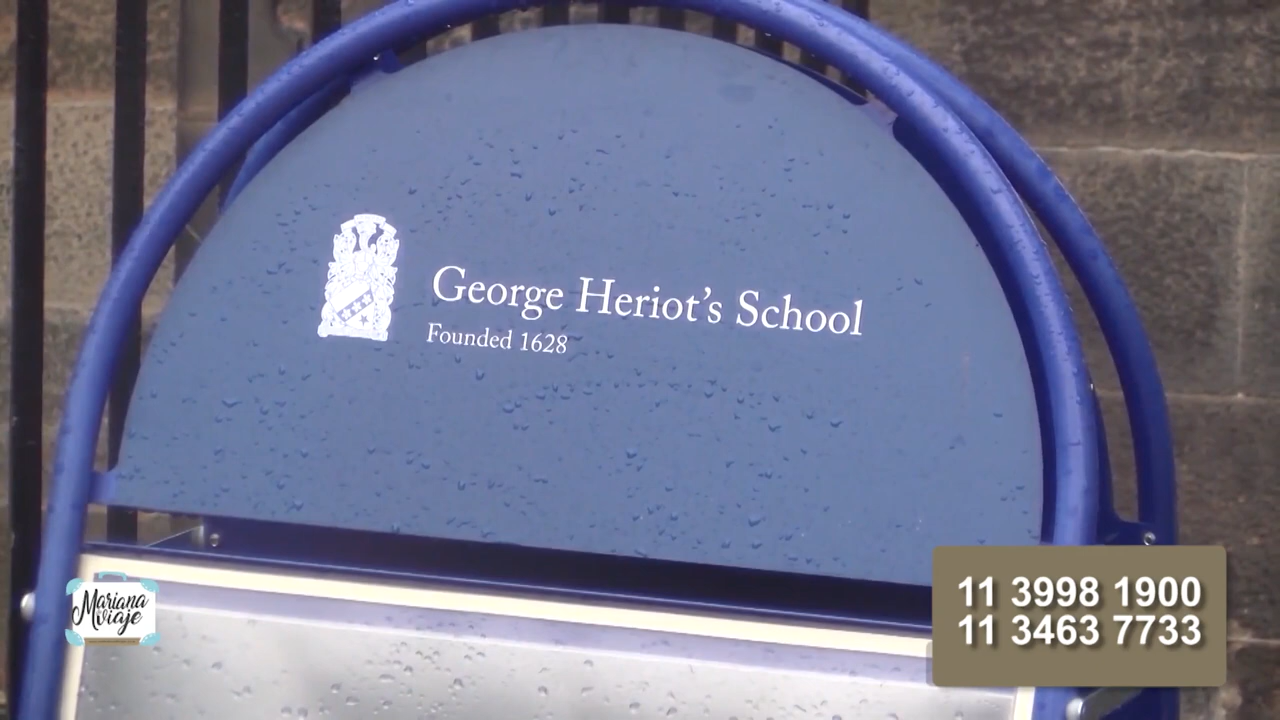 George Heriot's School
Founded 1628
Mariana
viaje
11 3998 1900
11 3463 7733